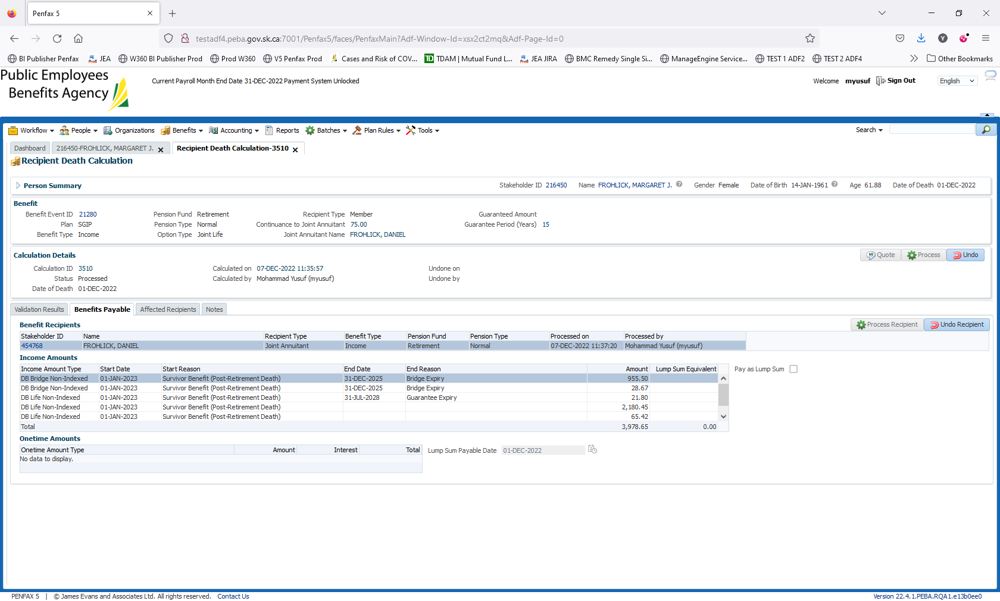 Penfax 5
testadf4.peba.gov.sk.ca:7001/Penfax5/faces/PenfaxMain?Adf-Window-Id=xsx2ct2mq&Adf-Page-Id=0
Y
BI Publisher Penfax JEA W360 BI Publisher Prod Prod W360 V5 Penfax Prod Cases and Risk of COV... TD TDAM | Mutual Fund L... JEA JIRA BMC Remedy Single Si... ManageEngine Service... TEST 1 ADF2 TEST 2 ADF4 Other Bookmarks
Public Employees
Benefits Agency
Current Payroll Month End Date 31-DEC-2022 Payment System Unlocked
Welcome myusuf Sign Out English
Workflow People Organizations Benefits Accounting Reports Batches Plan Rules Tools Search
Dashboard 216450-FROHLICK, MARGARET J. Recipient Death Calculation-3510
Recipient Death Calculation
Person Summary Stakeholder ID 216450 Name FROHLICK, MARGARET J. Gender Female Date of Birth 14-JAN-1961 Age 61.88 Date of Death 01-DEC-2022
Benefit
Benefit Event ID 21280 Pension Fund Retirement Recipient Type Member Guaranteed Amount
Plan SGIP Pension Type Normal Continuance to Joint Annuitant 75.00 Guarantee Period (Years) 15
Benefit Type Income Option Type Joint Life Joint Annuitant Name FROHLICK, DANIEL
Calculation Details Quote Process Undo
Calculation ID 3510 Calculated on 07-DEC-2022 11:35:57 Undone on
Status Processed Calculated by Mohammad Yusuf (myusuf) Undone by
Date of Death 01-DEC-2022
Validation Results Benefits Payable Affected Recipients Notes
Benefit Recipients Process Recipient Undo Recipient
Stakeholder ID Name Recipient Type Benefit Type Pension Fund Pension Type Processed on Processed by
454768 FROHLICK, DANIEL Joint Annuitant Income Retirement Normal 07-DEC-2022 11:37:20 Mohammad Yusuf (myusuf)
Income Amounts
Income Amount Type Start Date Start Reason End Date End Reason Amount Lump Sum Equivalent Pay as Lump Sum
DB Bridge Non-Indexed 01-JAN-2023 Survivor Benefit (Post-Retirement Death) 31-DEC-2025 Bridge Expiry 955.50
DB Bridge Non-Indexed 01-JAN-2023 Survivor Benefit (Post-Retirement Death) 31-DEC-2025 Bridge Expiry 28.67
DB Life Non-Indexed 01-JAN-2023 Survivor Benefit (Post-Retirement Death) 31-JUL-2028 Guarantee Expiry 21.80
DB Life Non-Indexed 01-JAN-2023 Survivor Benefit (Post-Retirement Death) 2,180.45
DB Life Non-Indexed 01-JAN-2023 Survivor Benefit (Post-Retirement Death) 65.42
Total 3,978.65 0.00
Onetime Amounts
Onetime Amount Type Amount Interest Total Lump Sum Payable Date 01-DEC-2022
No data to display.
PENFAX 5 | © James Evans and Associates Ltd. All rights reserved. Contact Us Version 22.4.1.PEBA.RQA1.e13b0ee0